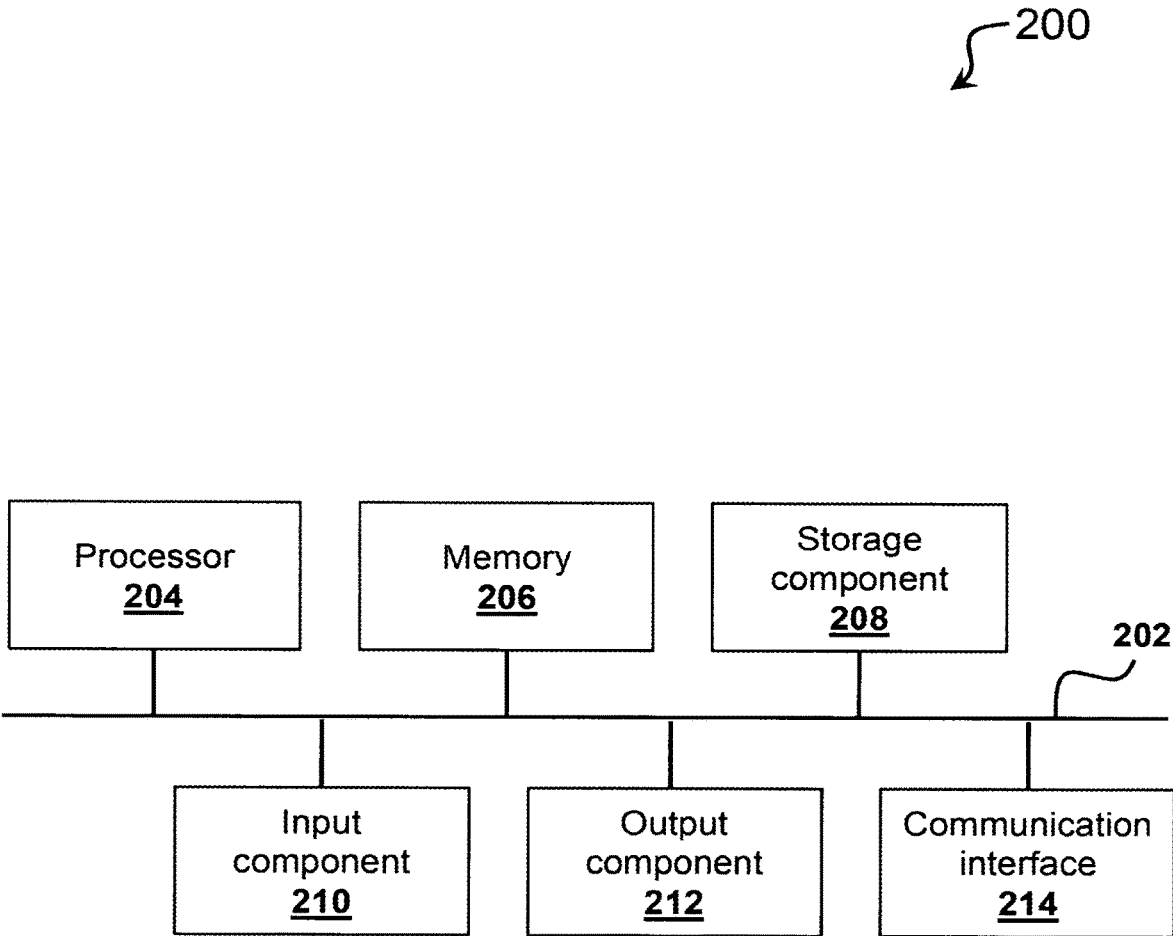 200
Processor
204
Memory
206
Storage
component
208
202
Input
component
210
Output
component
212
Communication
interface
214